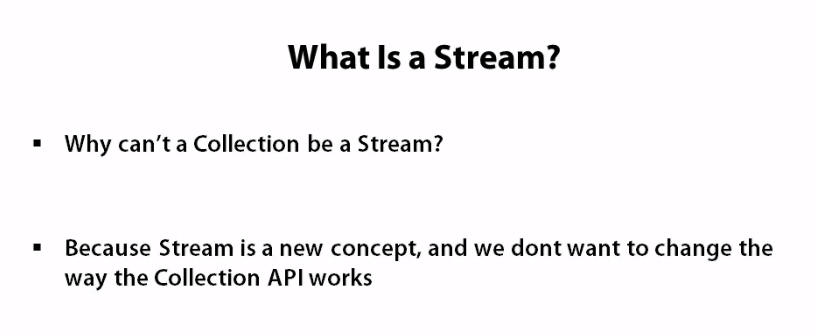 What Is a Stream?
▪ Why can't a Collection be a Stream?
▪ Because Stream is a new concept, and we dont want to change the
way the Collection API works